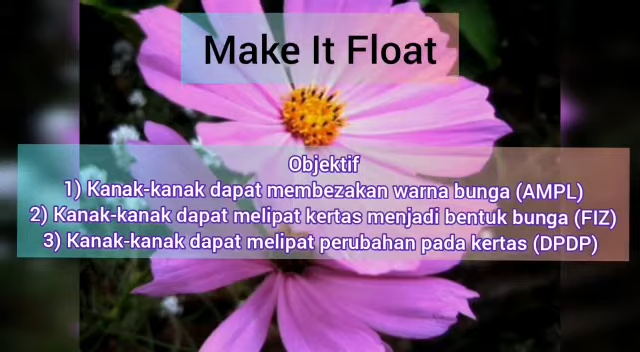 Make It Float
Objektif
1) Kanak-kanak dapat membezakan warna bunga (AMPL)
2) Kanak-kanak dapat melipat kertas menjadi bentuk bunga (FIZ)
3) Kanak-kanak dapat melipat perubahan pada kertas (DPDP)